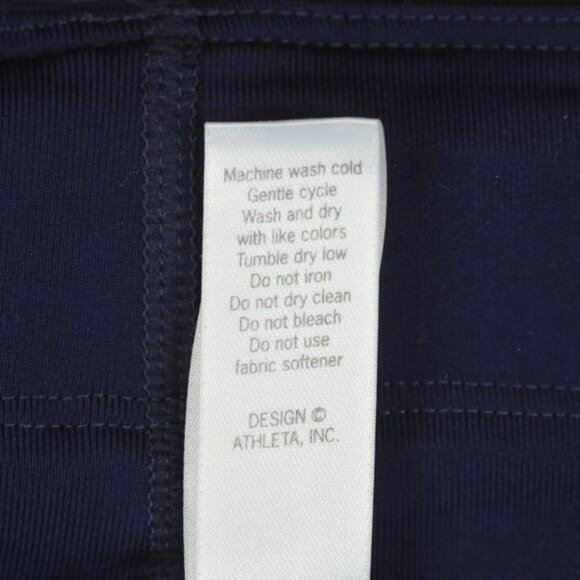 Machine wash cold
Gentle cycle
Wash and dry
with like colors
Tumble dry low
Do not iron
Do not dry clean
Do not bleach
Do not use
fabric softener
DESIGN ©
ATHLETA, INC.